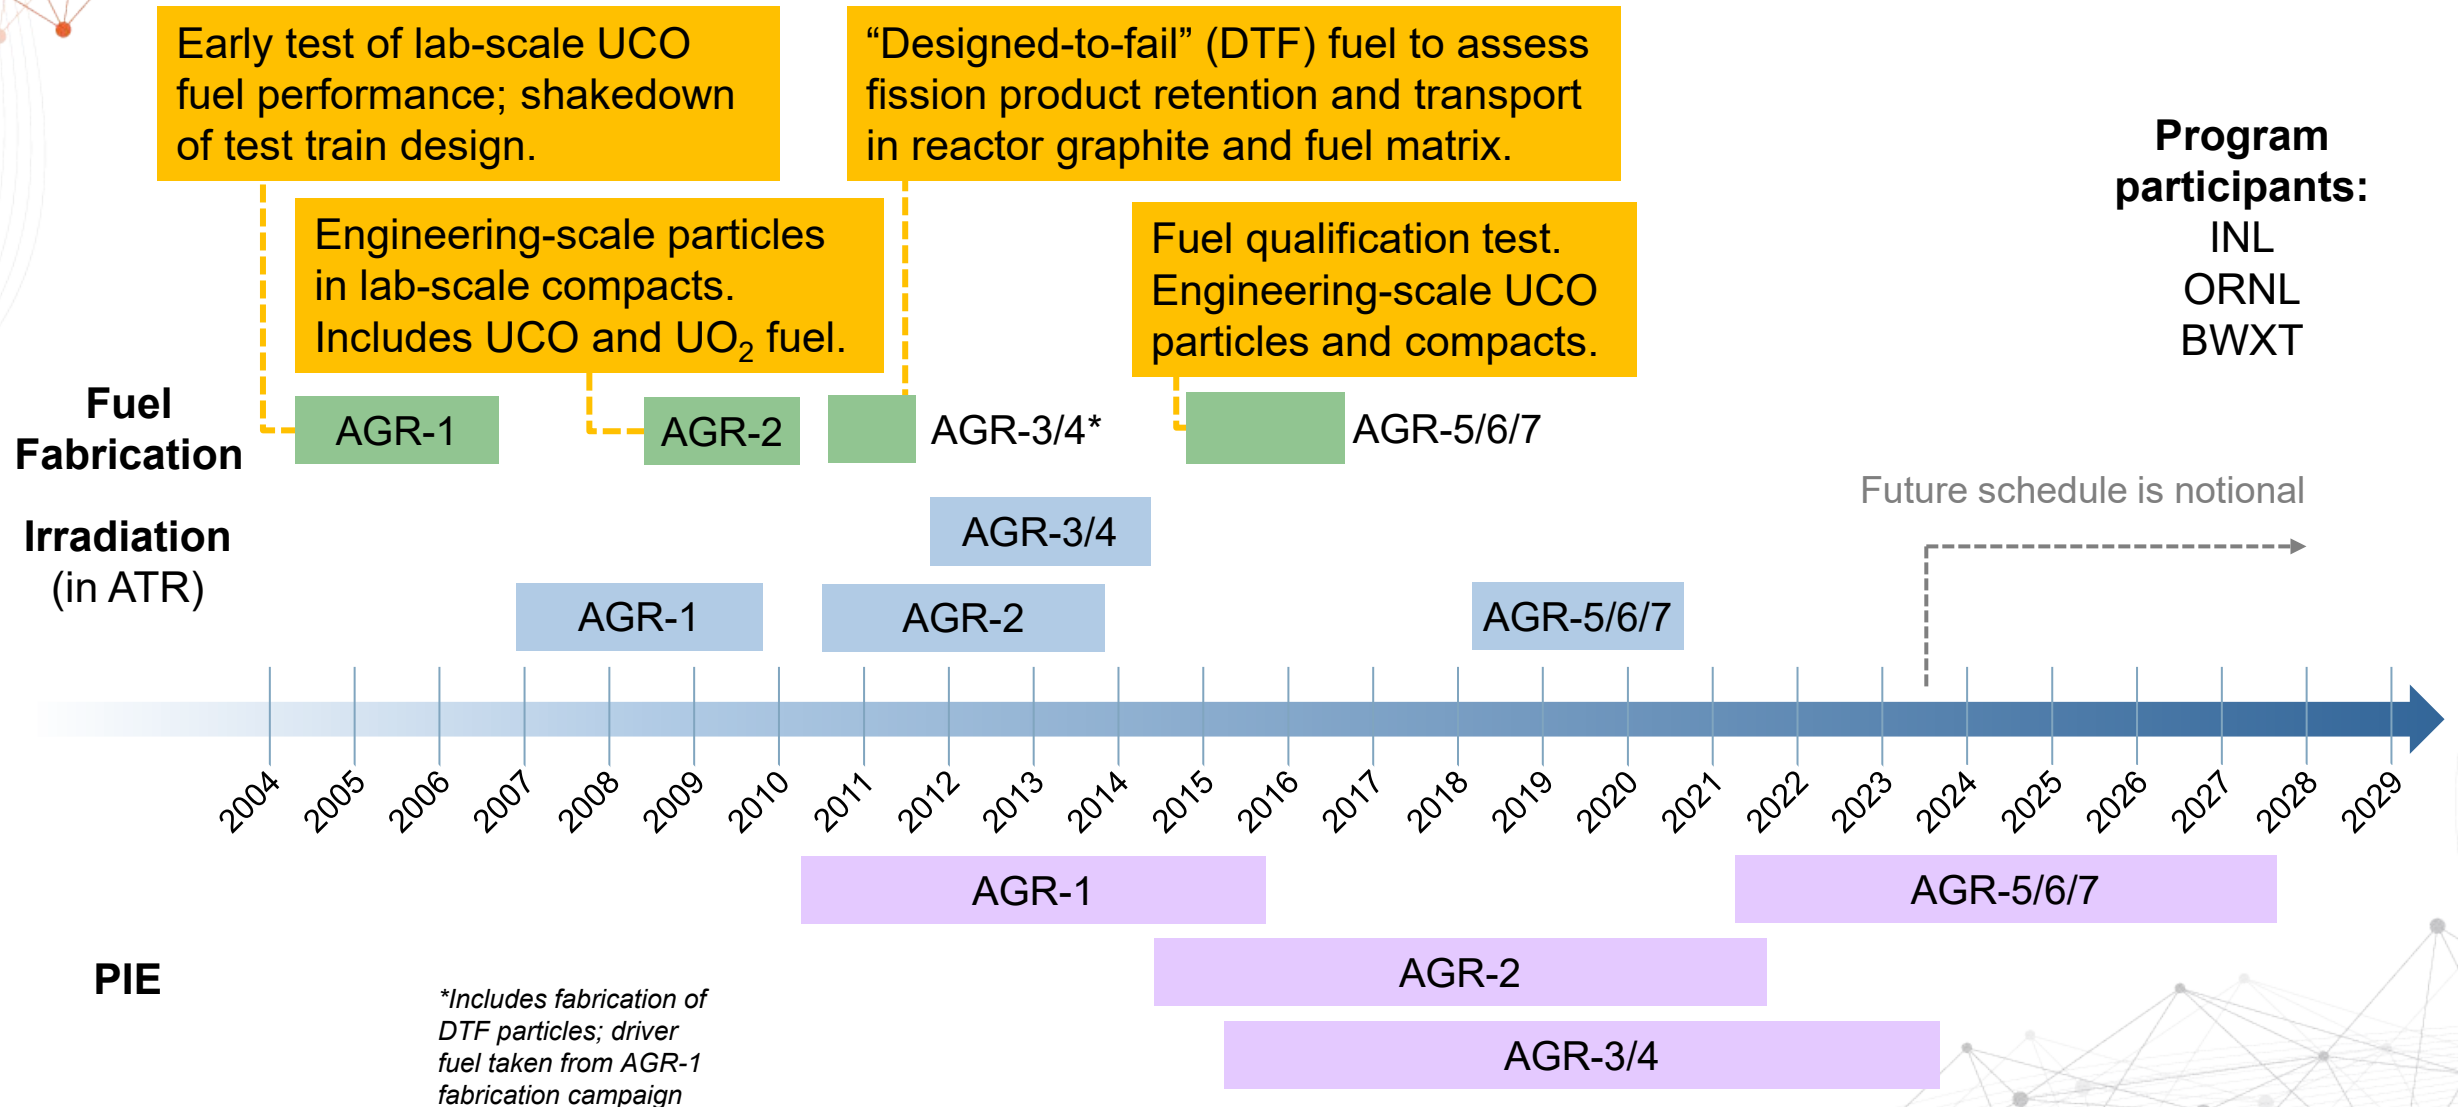 Early test of lab-scale UCO
fuel performance; shakedown
of test train design.
“Designed-to-fail” (DTF) fuel to assess
fission product retention and transport
in reactor graphite and fuel matrix.
Program
participants:
INL
ORNL
BWXT
Engineering-scale particles
in lab-scale compacts.
Includes UCO and UO₂ fuel.
Fuel qualification test.
Engineering-scale UCO
particles and compacts.
Fuel
Fabrication
AGR-1
AGR-2
AGR-3/4*
AGR-5/6/7
Future schedule is notional
Irradiation
(in ATR)
AGR-3/4
AGR-1
AGR-2
AGR-5/6/7
2004
2005
2006
2007
2008
2009
2010
2011
2012
2013
2014
2015
2016
2017
2018
2019
2020
2021
2022
2023
2024
2025
2026
2027
2028
2029
PIE
AGR-1
AGR-5/6/7
AGR-2
AGR-3/4
*Includes fabrication of
DTF particles; driver
fuel taken from AGR-1
fabrication campaign